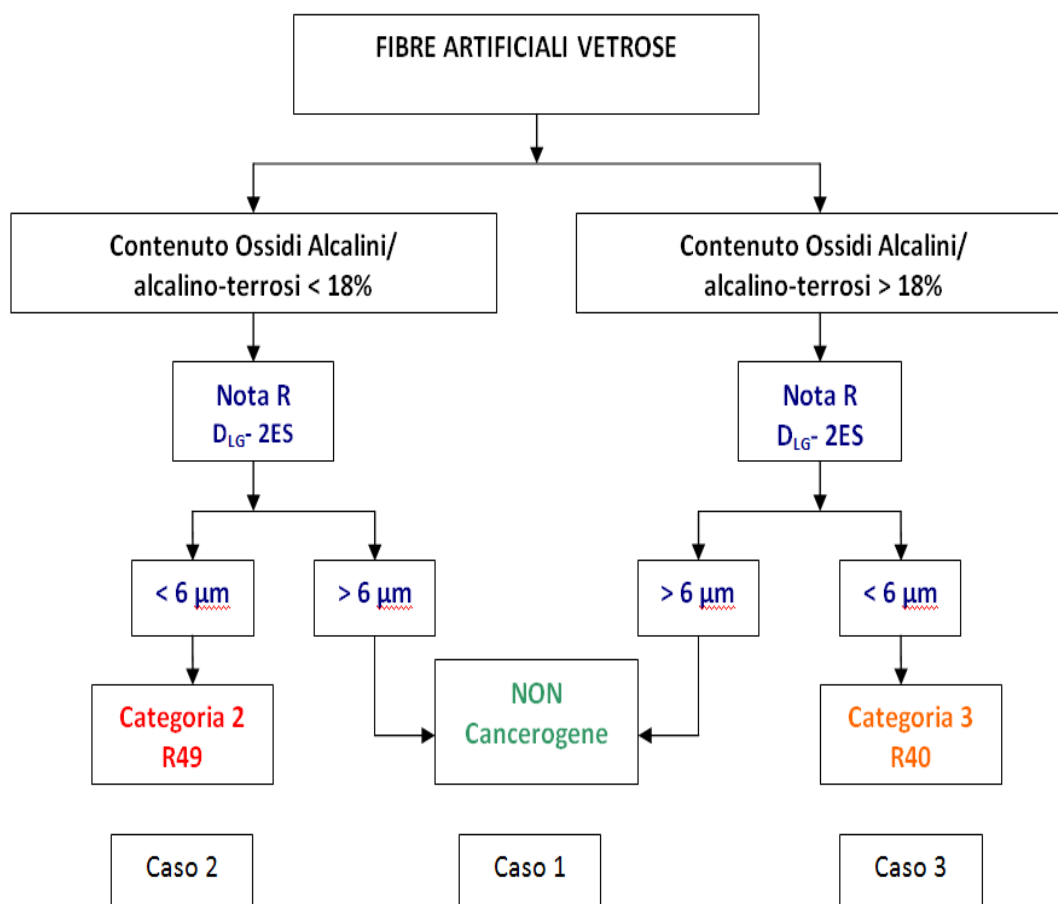 FIBRE ARTIFICIALI VETROSE
Contenuto Ossidi Alcalini/
alcalino-terrosi < 18%
Contenuto Ossidi Alcalini/
alcalino-terrosi > 18%
Nota R
DLG- 2ES
Nota R
DLG- 2ES
< 6 µm
> 6 µm
> 6 µm
< 6 µm
Categoria 2
R49
NON
Cancerogene
Categoria 3
R40
Caso 2
Caso 1
Caso 3